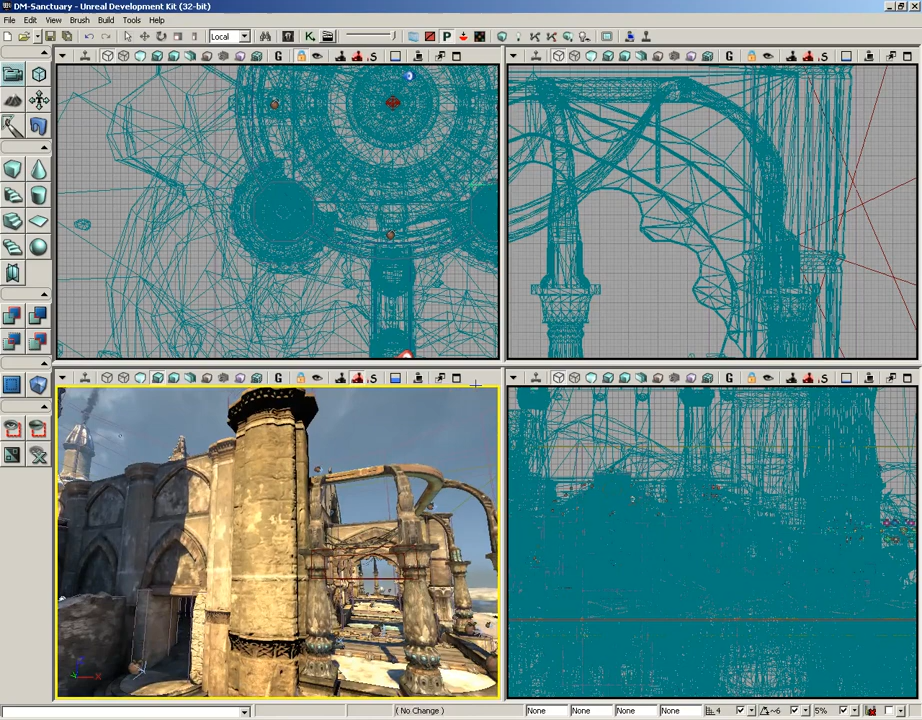 DM-Sanctuary - Unreal Development Kit (32-bit)
File Edit View Brush Build Tools Help
Local
G
G
G
G
( No Change )
None
None
None
None
4
~6
5%